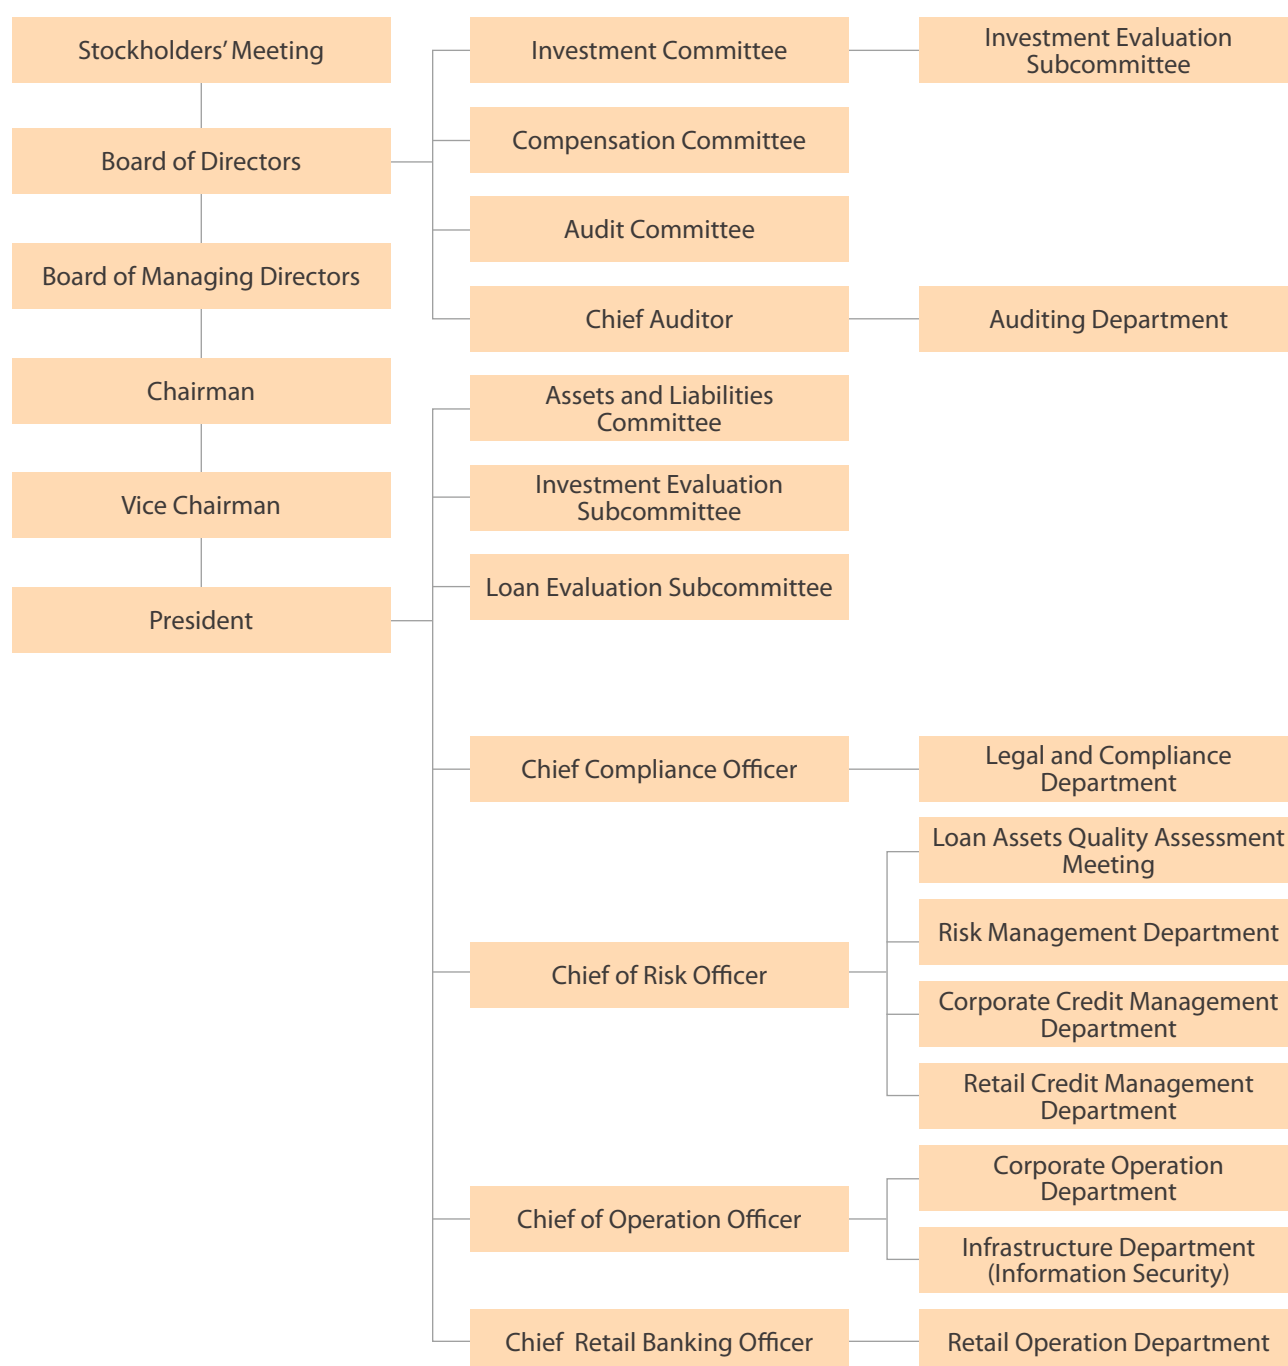 Stockholders’ Meeting
Board of Directors
Board of Managing Directors
Chairman
Vice Chairman
President
Investment Committee
Compensation Committee
Audit Committee
Chief Auditor
Assets and Liabilities
Committee
Investment Evaluation
Subcommittee
Loan Evaluation Subcommittee
Chief Compliance Officer
Chief of Risk Officer
Chief of Operation Officer
Chief Retail Banking Officer
Investment Evaluation
Subcommittee
Auditing Department
Legal and Compliance
Department
Loan Assets Quality Assessment
Meeting
Risk Management Department
Corporate Credit Management
Department
Retail Credit Management
Department
Corporate Operation
Department
Infrastructure Department
(Information Security)
Retail Operation Department